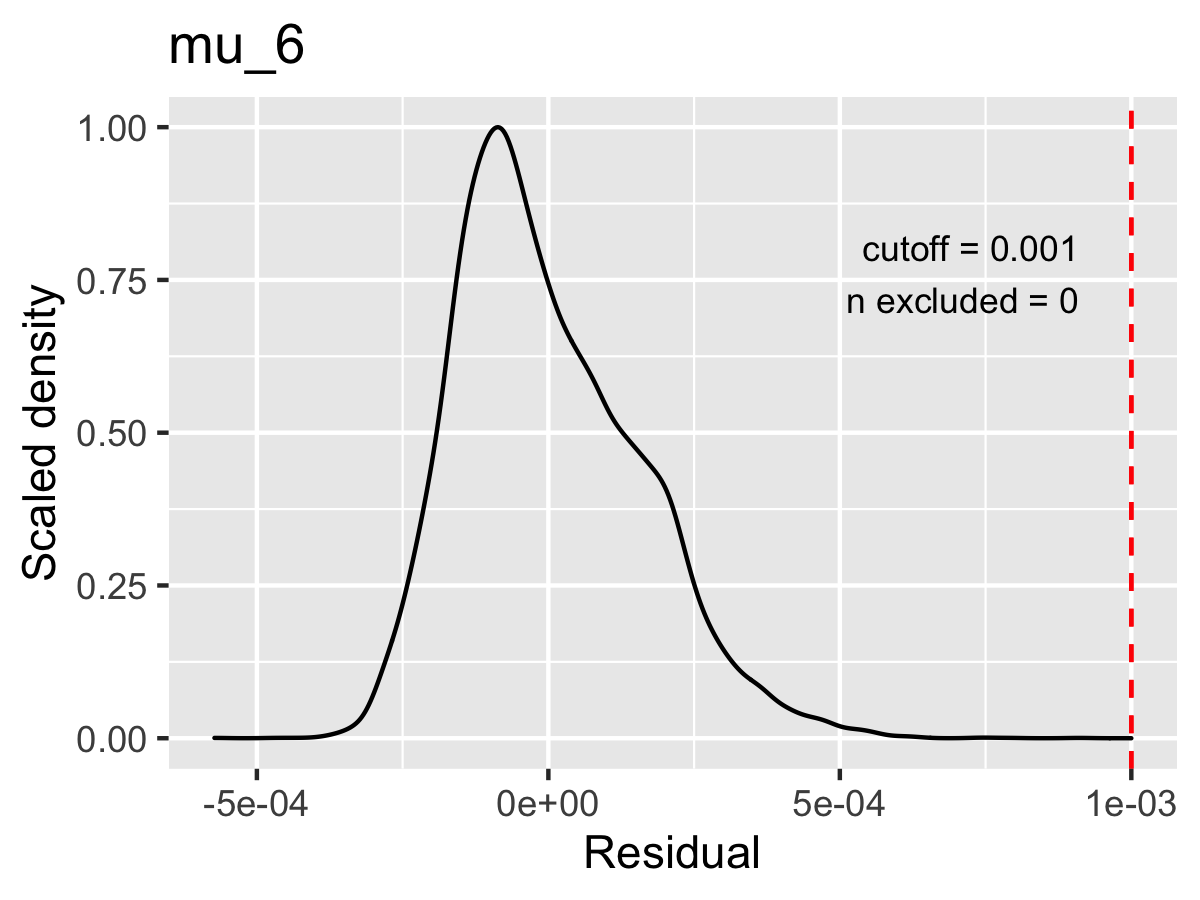 mu_6
1.00
0.75
0.50
0.25
0.00
Scaled density
cutoff = 0.001
n excluded = 0
-5e-04
0e+00
5e-04
1e-03
Residual